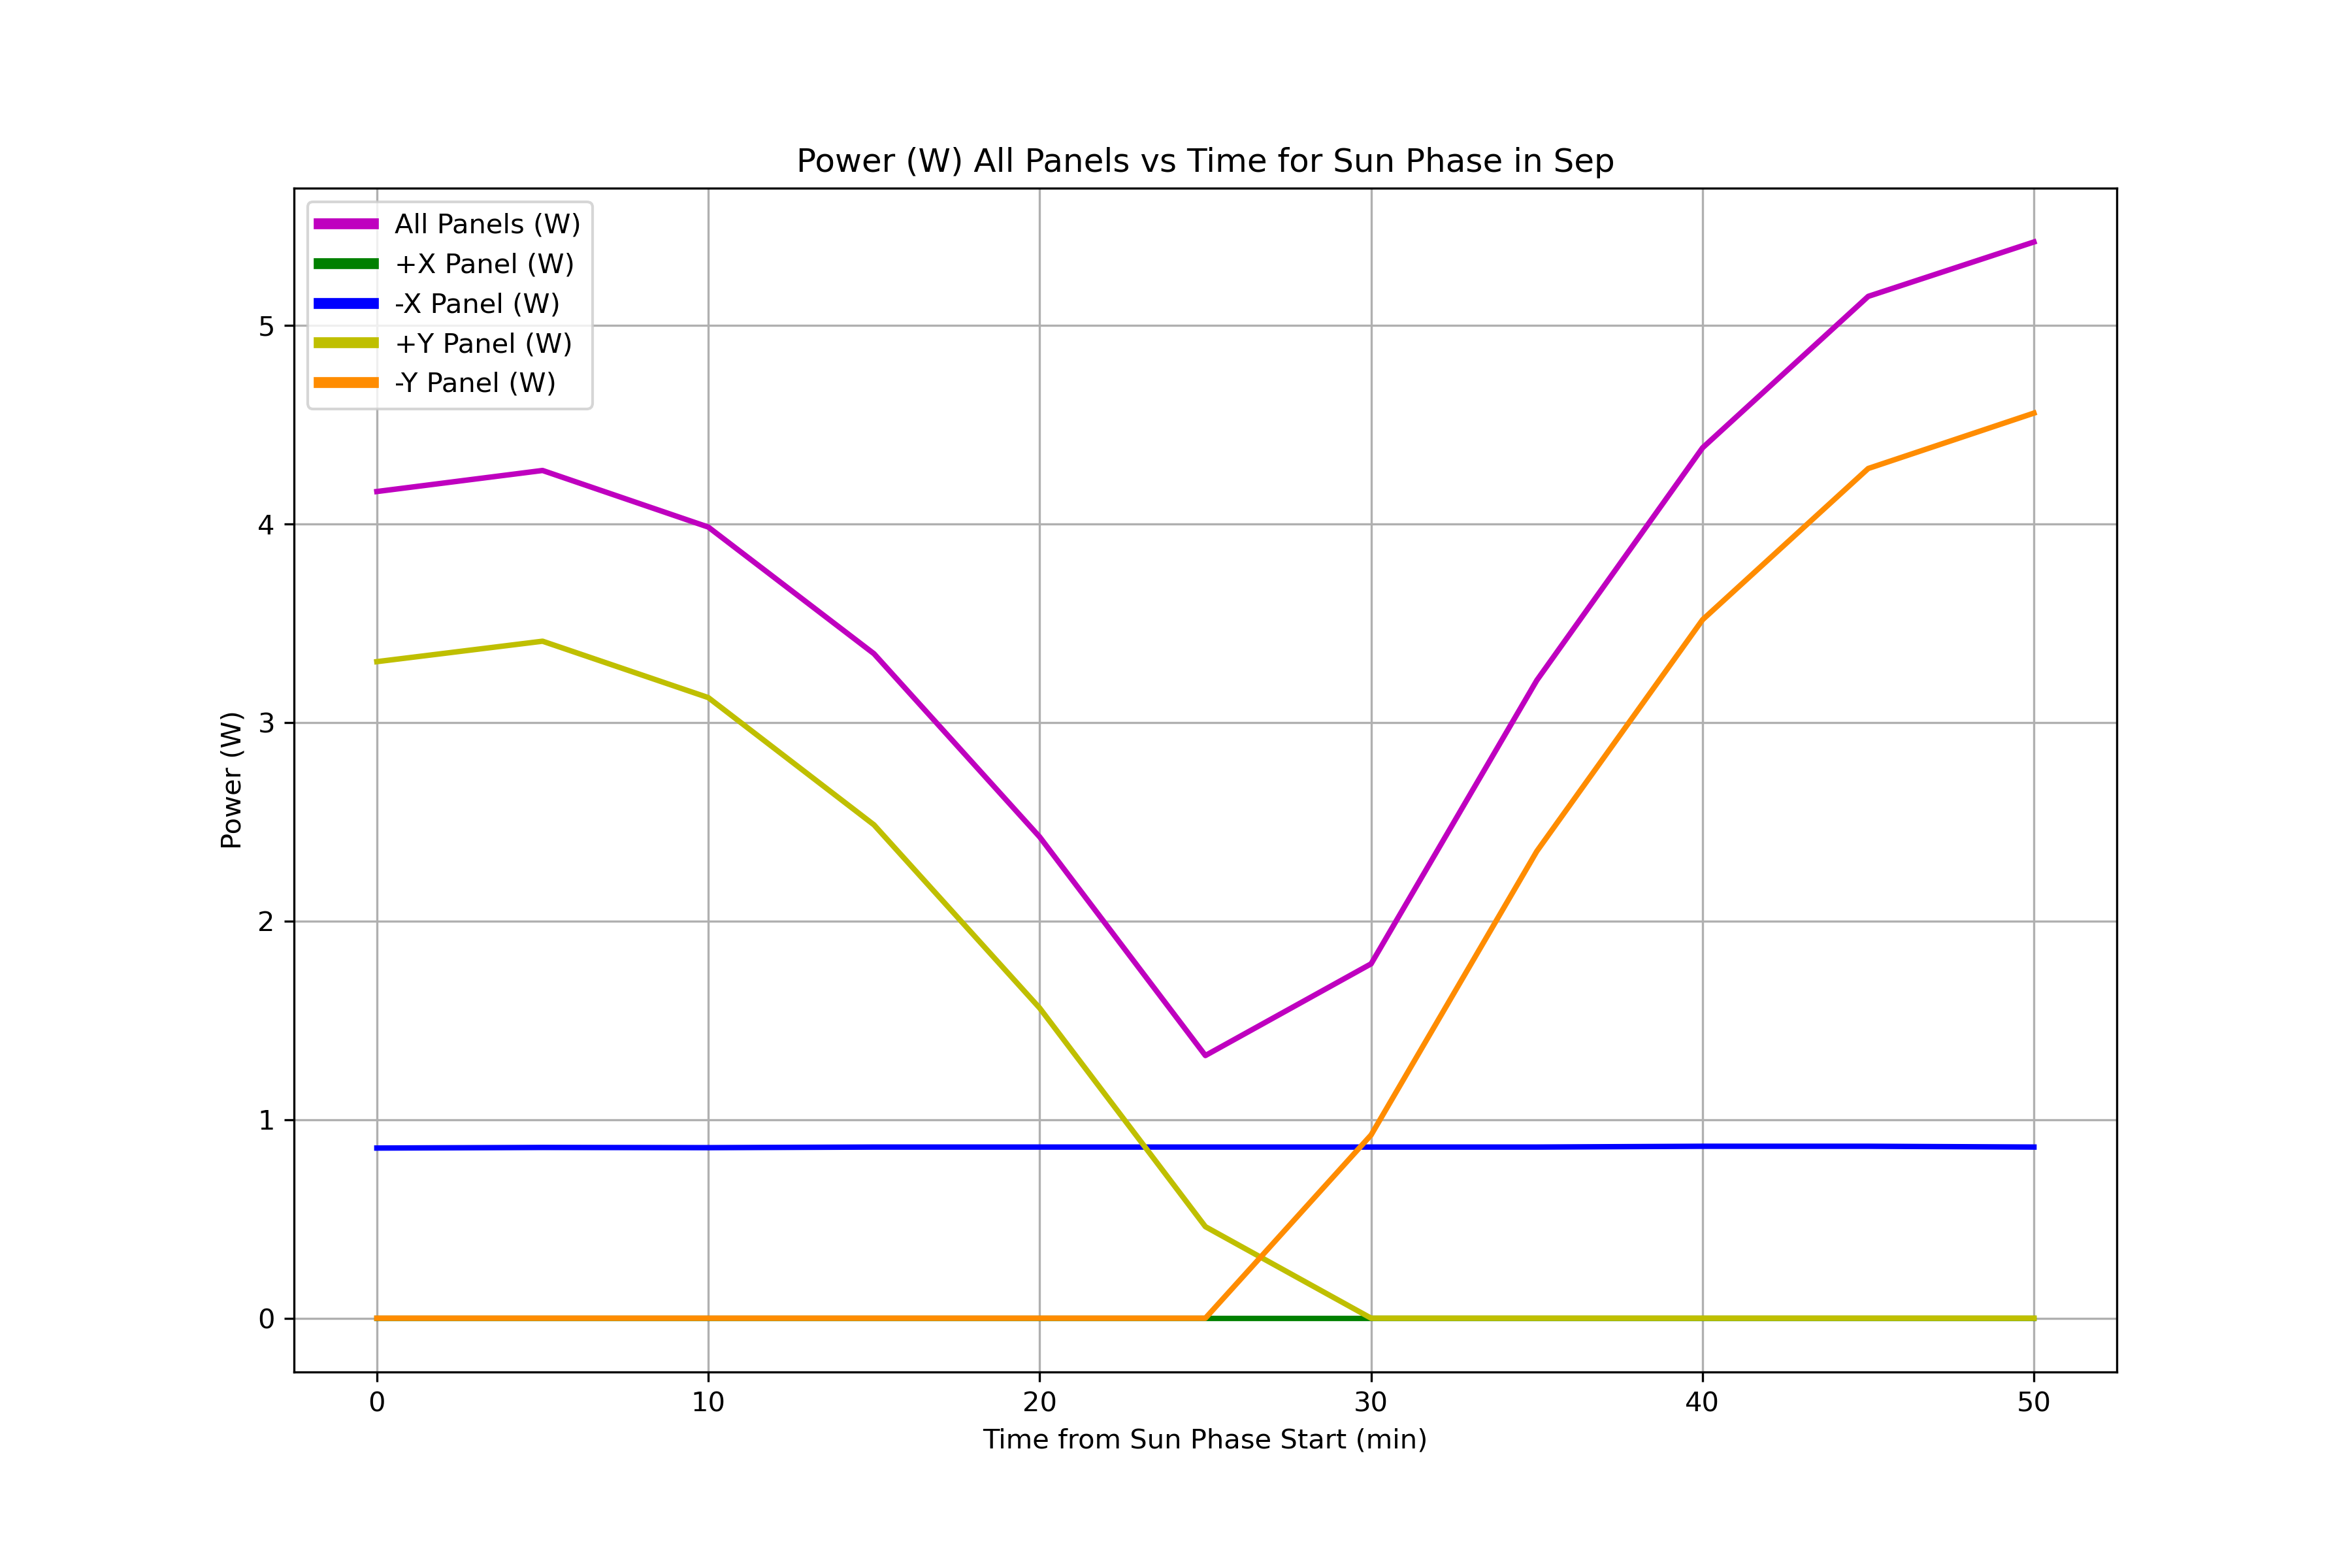 Power (W) All Panels vs Time for Sun Phase in Sep
All Panels (W)
+X Panel (W)
-X Panel (W)
+Y Panel (W)
-Y Panel (W)
5
4
3
2
1
0
Power (W)
0 10 20 30 40 50
Time from Sun Phase Start (min)